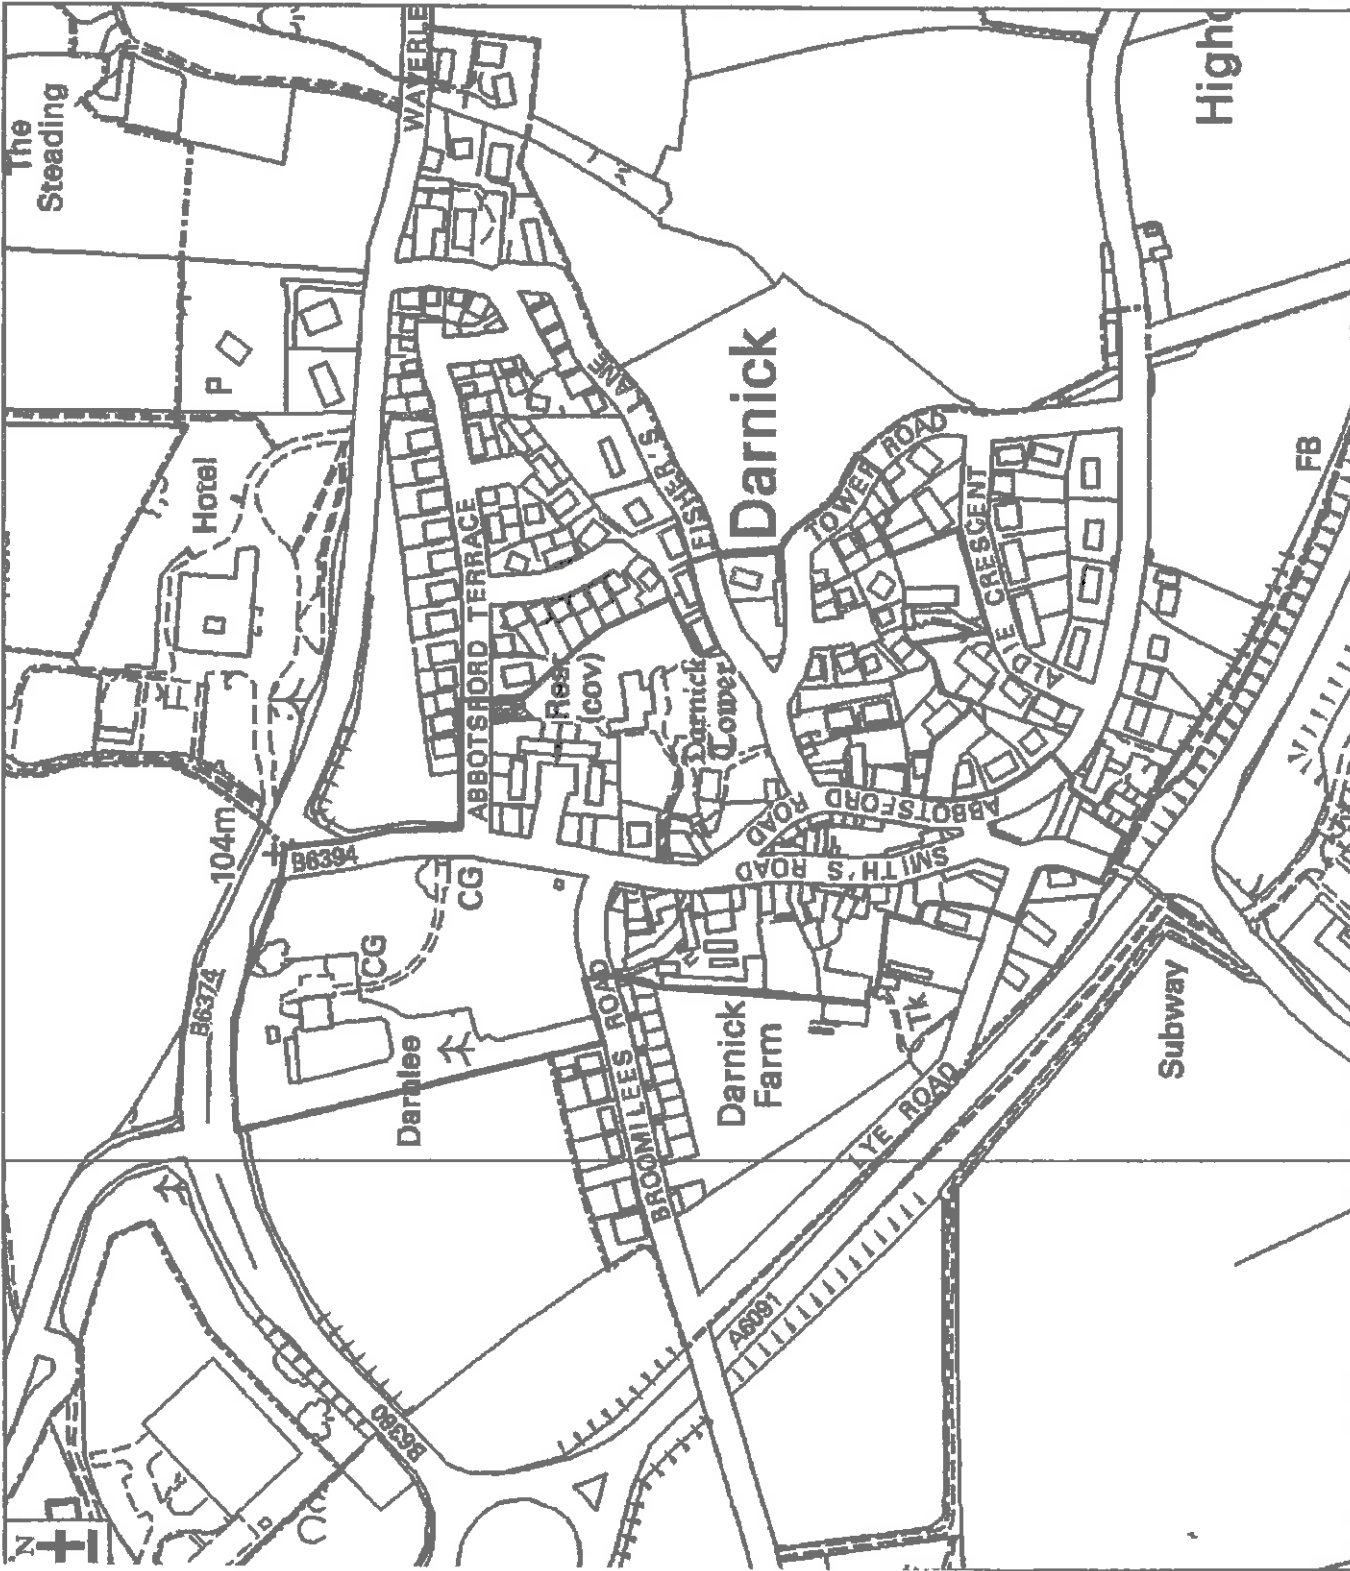 The
Steading
WAVERLE
High
P
Hotel
104m
B6374
B6394
CG
CG
Darnlee
ABBOTSFORD TERRACE
Resr
(cov)
FISHER'S LANE
Darnick
Darnick
Tower
TOWER ROAD
ALDIE CRESCENT
ABBOTSFORD
ROAD
SMITH'S ROAD
BROOMILEES ROAD
Darnick
Farm
Tk
LYE ROAD
A6091
Subway
FB
B6360
N